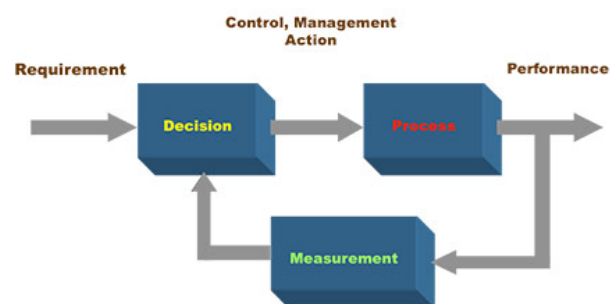 Control, Management
Action
Requirement
Performance
Decision
Process
Measurement